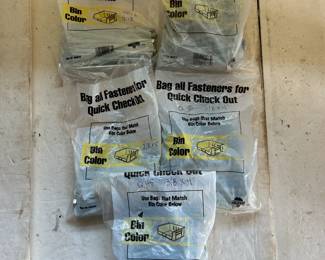 Bin
Color
Bin
Color
Bag all Fasteners for
Quick Check Out
Use Bags That Match
Bin Color Below
Bin
Color
Bag all Fasteners for
Quick Check Out
Use Bags That Match
Bin Color Below
Bin
Color
Quick Check Out
Use Bags That Match
Bin Color Below
Bin
Color